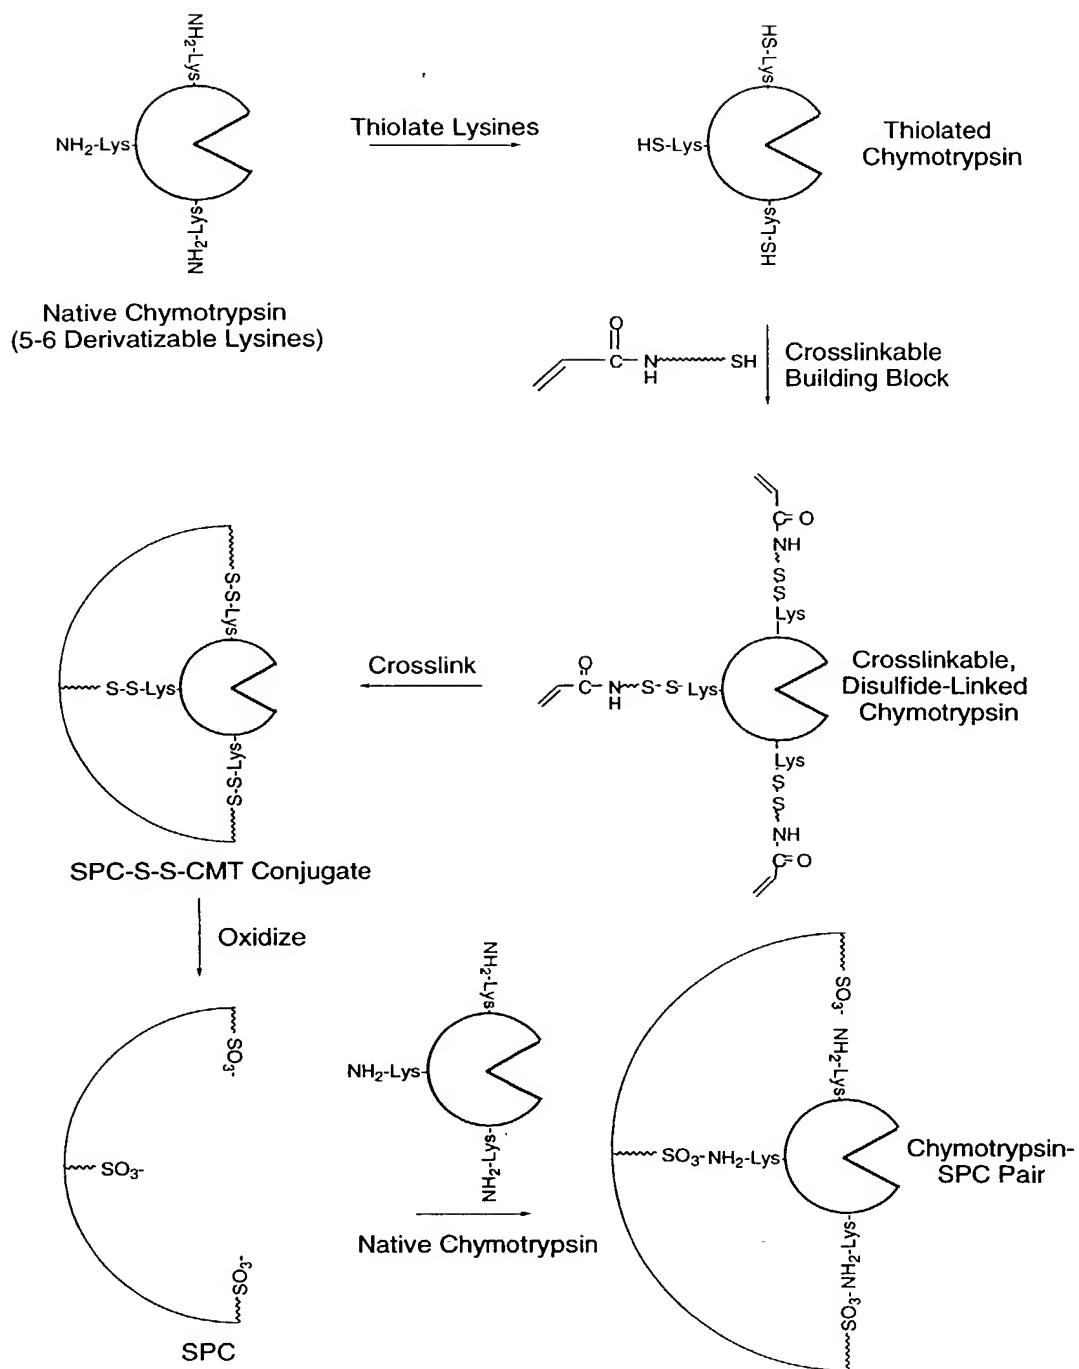 NH2-Lys
NH2-Lys
NH2-Lys
Native Chymotrypsin
(5-6 Derivatizable Lysines)
Thiolate Lysines
HS-Lys
HS-Lys
HS-Lys
Thiolated
Chymotrypsin
O
C
N
H
SH
Crosslinkable
Building Block
C=O
NH
S
S
Lys
O
C
N
H
S-S-Lys
Lys
S
S
NH
C=O
Crosslinkable,
Disulfide-Linked
Chymotrypsin
Crosslink
S-S-Lys
S-S-Lys
S-S-Lys
SPC-S-S-CMT Conjugate
Oxidize
SO3-
SO3-
SO3-
SPC
NH2-Lys
NH2-Lys
NH2-Lys
Native Chymotrypsin
SO3- NH2-Lys
SO3-NH2-Lys
SO3-NH2-Lys
Chymotrypsin-
SPC Pair